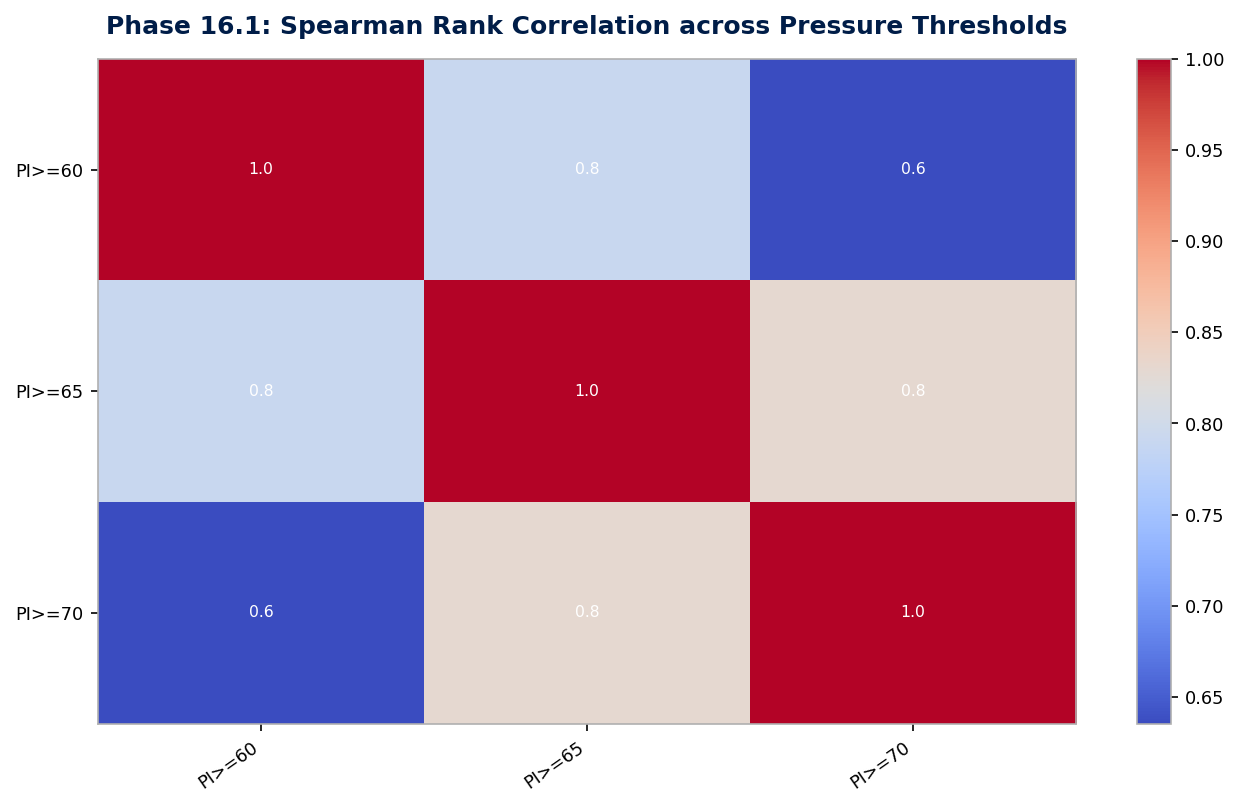 Phase 16.1: Spearman Rank Correlation across Pressure Thresholds
PI>=60 1.0 0.8 0.6
PI>=65 0.8 1.0 0.8
PI>=70 0.6 0.8 1.0
PI>=60 PI>=65 PI>=70
1.00
0.95
0.90
0.85
0.80
0.75
0.70
0.65